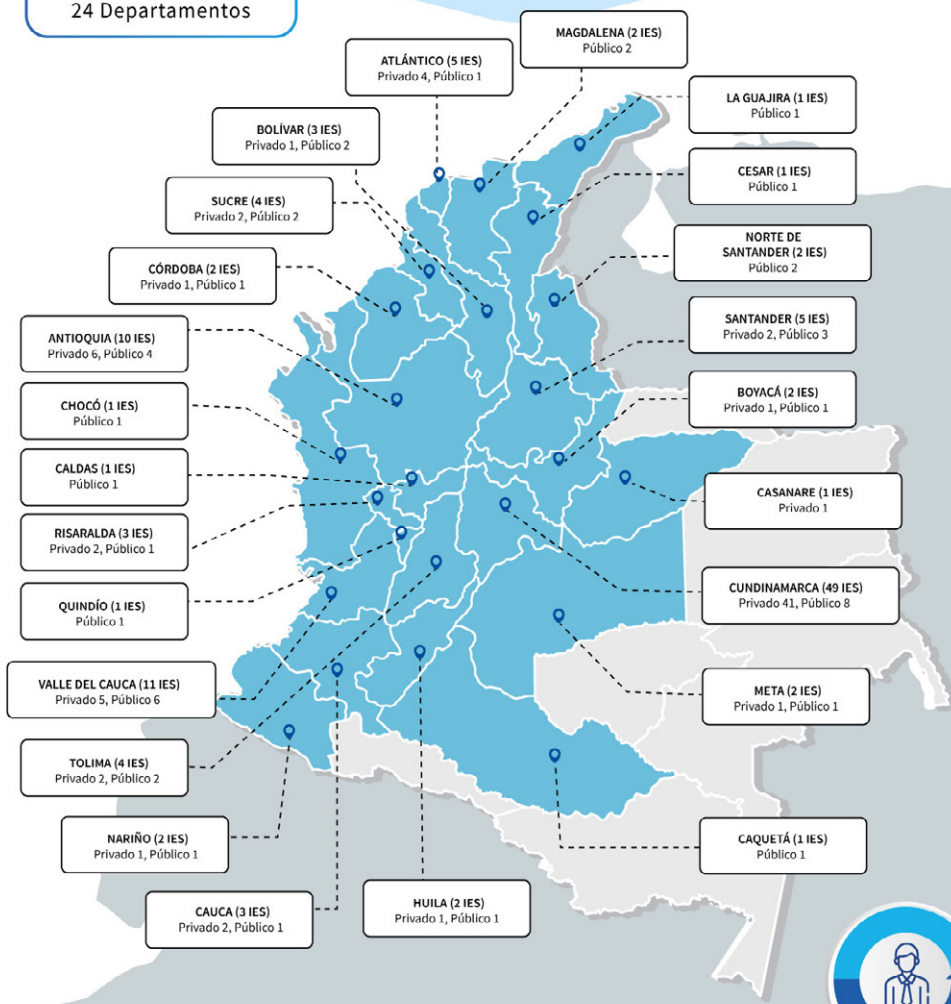 24 Departamentos
MAGDALENA (2 IES)
Público 2
ATLÁNTICO (5 IES)
Privado 4, Público 1
LA GUAJIRA (1 IES)
Público 1
BOLÍVAR (3 IES)
Privado 1, Público 2
CESAR (1 IES)
Público 1
SUCRE (4 IES)
Privado 2, Público 2
NORTE DE
SANTANDER (2 IES)
Público 2
CÓRDOBA (2 IES)
Privado 1, Público 1
SANTANDER (5 IES)
Privado 2, Público 3
ANTIOQUIA (10 IES)
Privado 6, Público 4
BOYACÁ (2 IES)
Privado 1, Público 1
CHOCÓ (1 IES)
Público 1
CALDAS (1 IES)
Público 1
CASANARE (1 IES)
Privado 1
RISARALDA (3 IES)
Privado 2, Público 1
CUNDINAMARCA (49 IES)
Privado 41, Público 8
QUINDÍO (1 IES)
Público 1
VALLE DEL CAUCA (11 IES)
Privado 5, Público 6
META (2 IES)
Privado 1, Público 1
TOLIMA (4 IES)
Privado 2, Público 2
NARIÑO (2 IES)
Privado 1, Público 1
CAQUETÁ (1 IES)
Público 1
CAUCA (3 IES)
Privado 2, Público 1
HUILA (2 IES)
Privado 1, Público 1